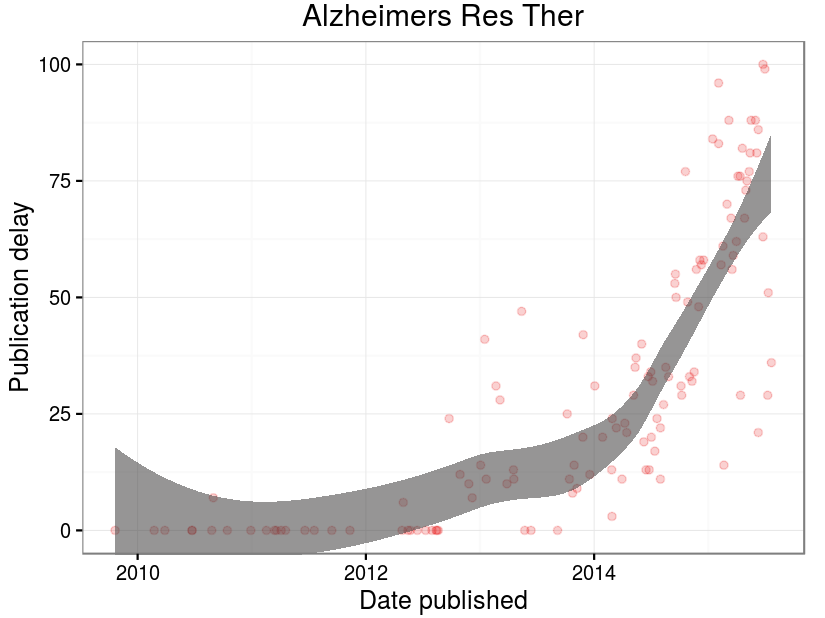 Alzheimers Res Ther
100
75
50
25
0
Publication delay
2010
2012
2014
Date published